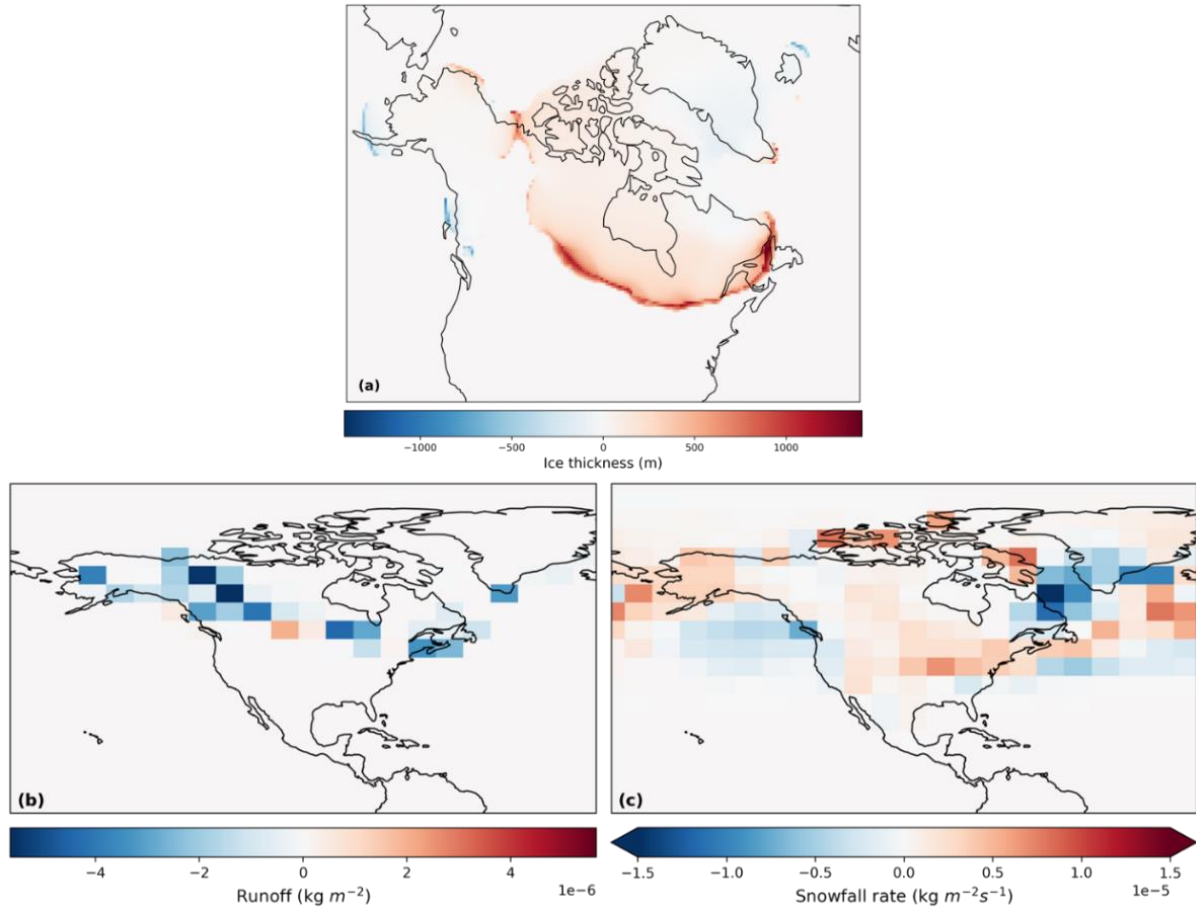 (a)
−1000 −500 0 500 1000
Ice thickness (m)
(b)
(c)
−4 −2 0 2 4
1e−6
Runoff (kg m⁻²)
−1.5 −1.0 −0.5 0.0 0.5 1.0 1.5
1e−5
Snowfall rate (kg m⁻²s⁻¹)